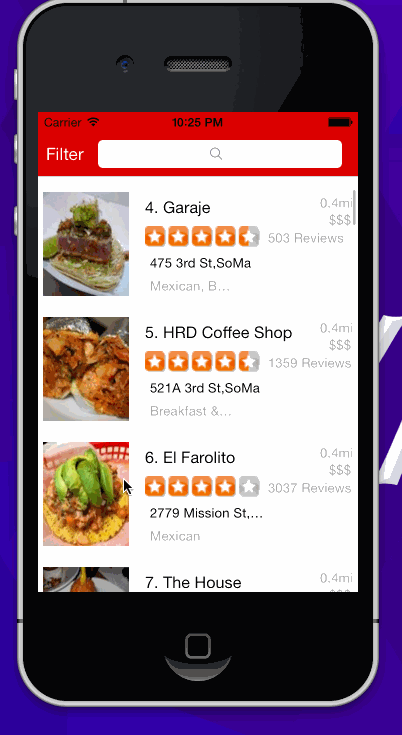 Carrier 10:25 PM
Filter
4. Garaje 0.4mi
$$$
503 Reviews
475 3rd St,SoMa
Mexican, B...
5. HRD Coffee Shop 0.4mi
$$$
1359 Reviews
521A 3rd St,SoMa
Breakfast &...
6. El Farolito 0.4mi
$$$
3037 Reviews
2779 Mission St,...
Mexican
7. The House 0.4mi
$$$